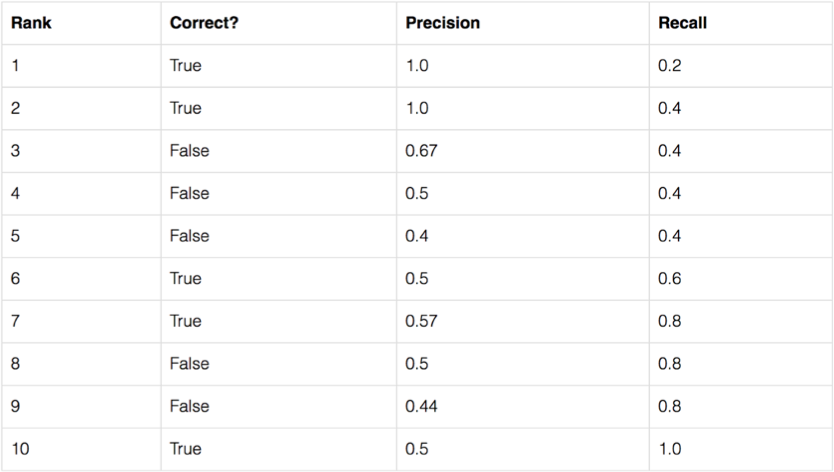 Rank Correct? Precision Recall
1 True 1.0 0.2
2 True 1.0 0.4
3 False 0.67 0.4
4 False 0.5 0.4
5 False 0.4 0.4
6 True 0.5 0.6
7 True 0.57 0.8
8 False 0.5 0.8
9 False 0.44 0.8
10 True 0.5 1.0